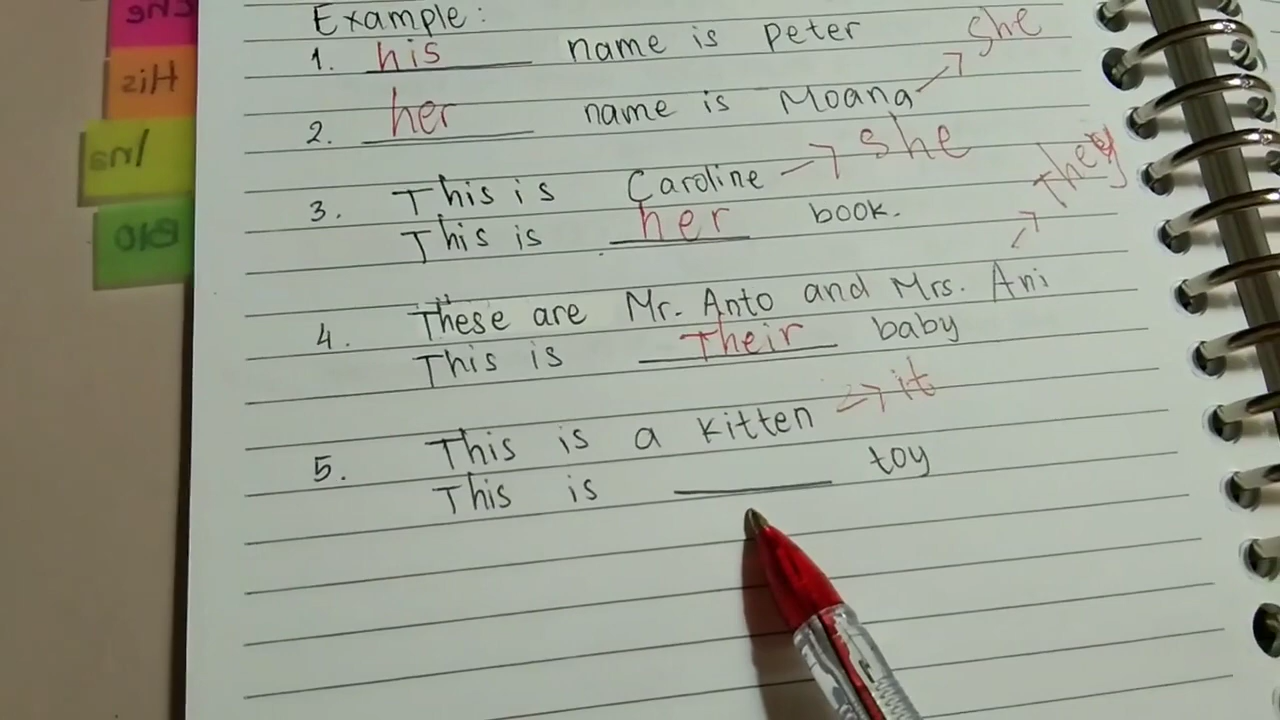 Example:
1. his name is Peter
she
2. her name is Moana
3. This is Caroline she
This is her book.
They
4. These are Mr. Anto and Mrs. Ani
This is Their baby
it
5. This is a kitten
This is ____ toy
His